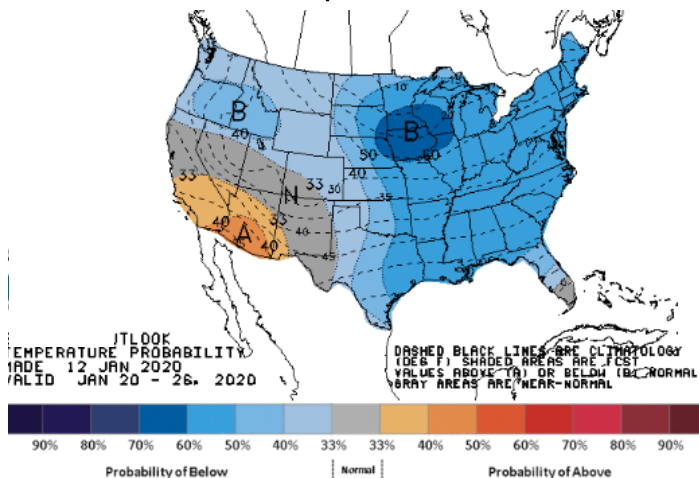 10
B
40
B
50
60
33
40
33
30
35
N
33
40
A
40
40
45
JTLOOK
TEMPERATURE PROBABILITY
MADE 12 JAN 2020
VALID JAN 20 - 26, 2020
DASHED BLACK LINES ARE CLIMATOLOGY
(DEG F) SHADED AREAS ARE FCST
VALUES ABOVE (A) OR BELOW (B) NORMAL
GRAY AREAS ARE NEAR-NORMAL
90% 80% 70% 60% 50% 40% 33% 33% 40% 50% 60% 70% 80% 90%
Probability of Below Normal Probability of Above